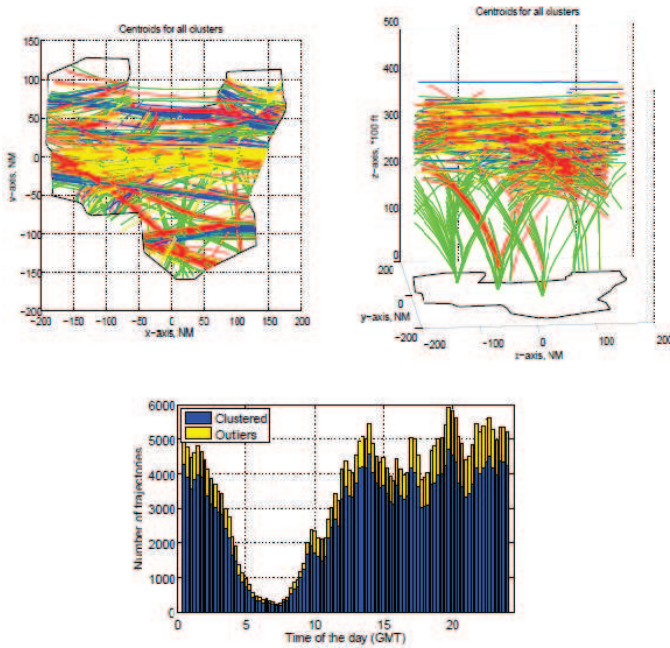 Centroids for all clusters
150
100
50
0
−50
−100
−150
−200
y−axis, NM
−200 −150 −100 −50 0 50 100 150 200
x−axis, NM
Centroids for all clusters
500
400
300
200
100
0
z−axis, *100 ft
200
0
−200
y−axis, NM
−200 −100 0 100 200
z−axis, NM
6000
5000
4000
3000
2000
1000
0
Number of trajectories
Clustered
Outliers
0 5 10 15 20
Time of the day (GMT)